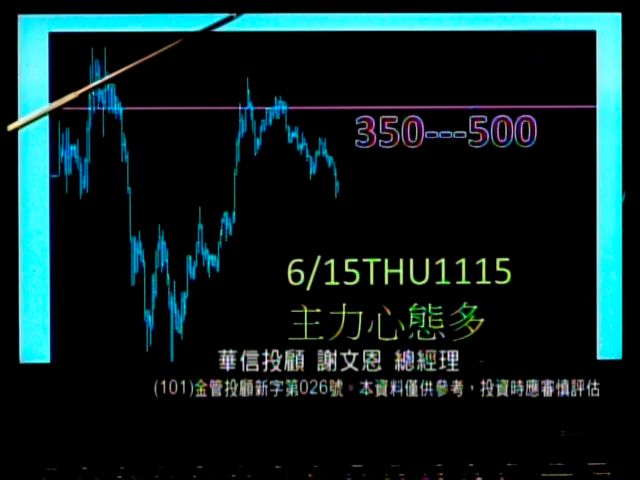 350---500
6/15THU1115
主力心態多
華信投顧 謝文恩 總經理
(101)金管投顧新字第026號。本資料僅供參考，投資時應審慎評估